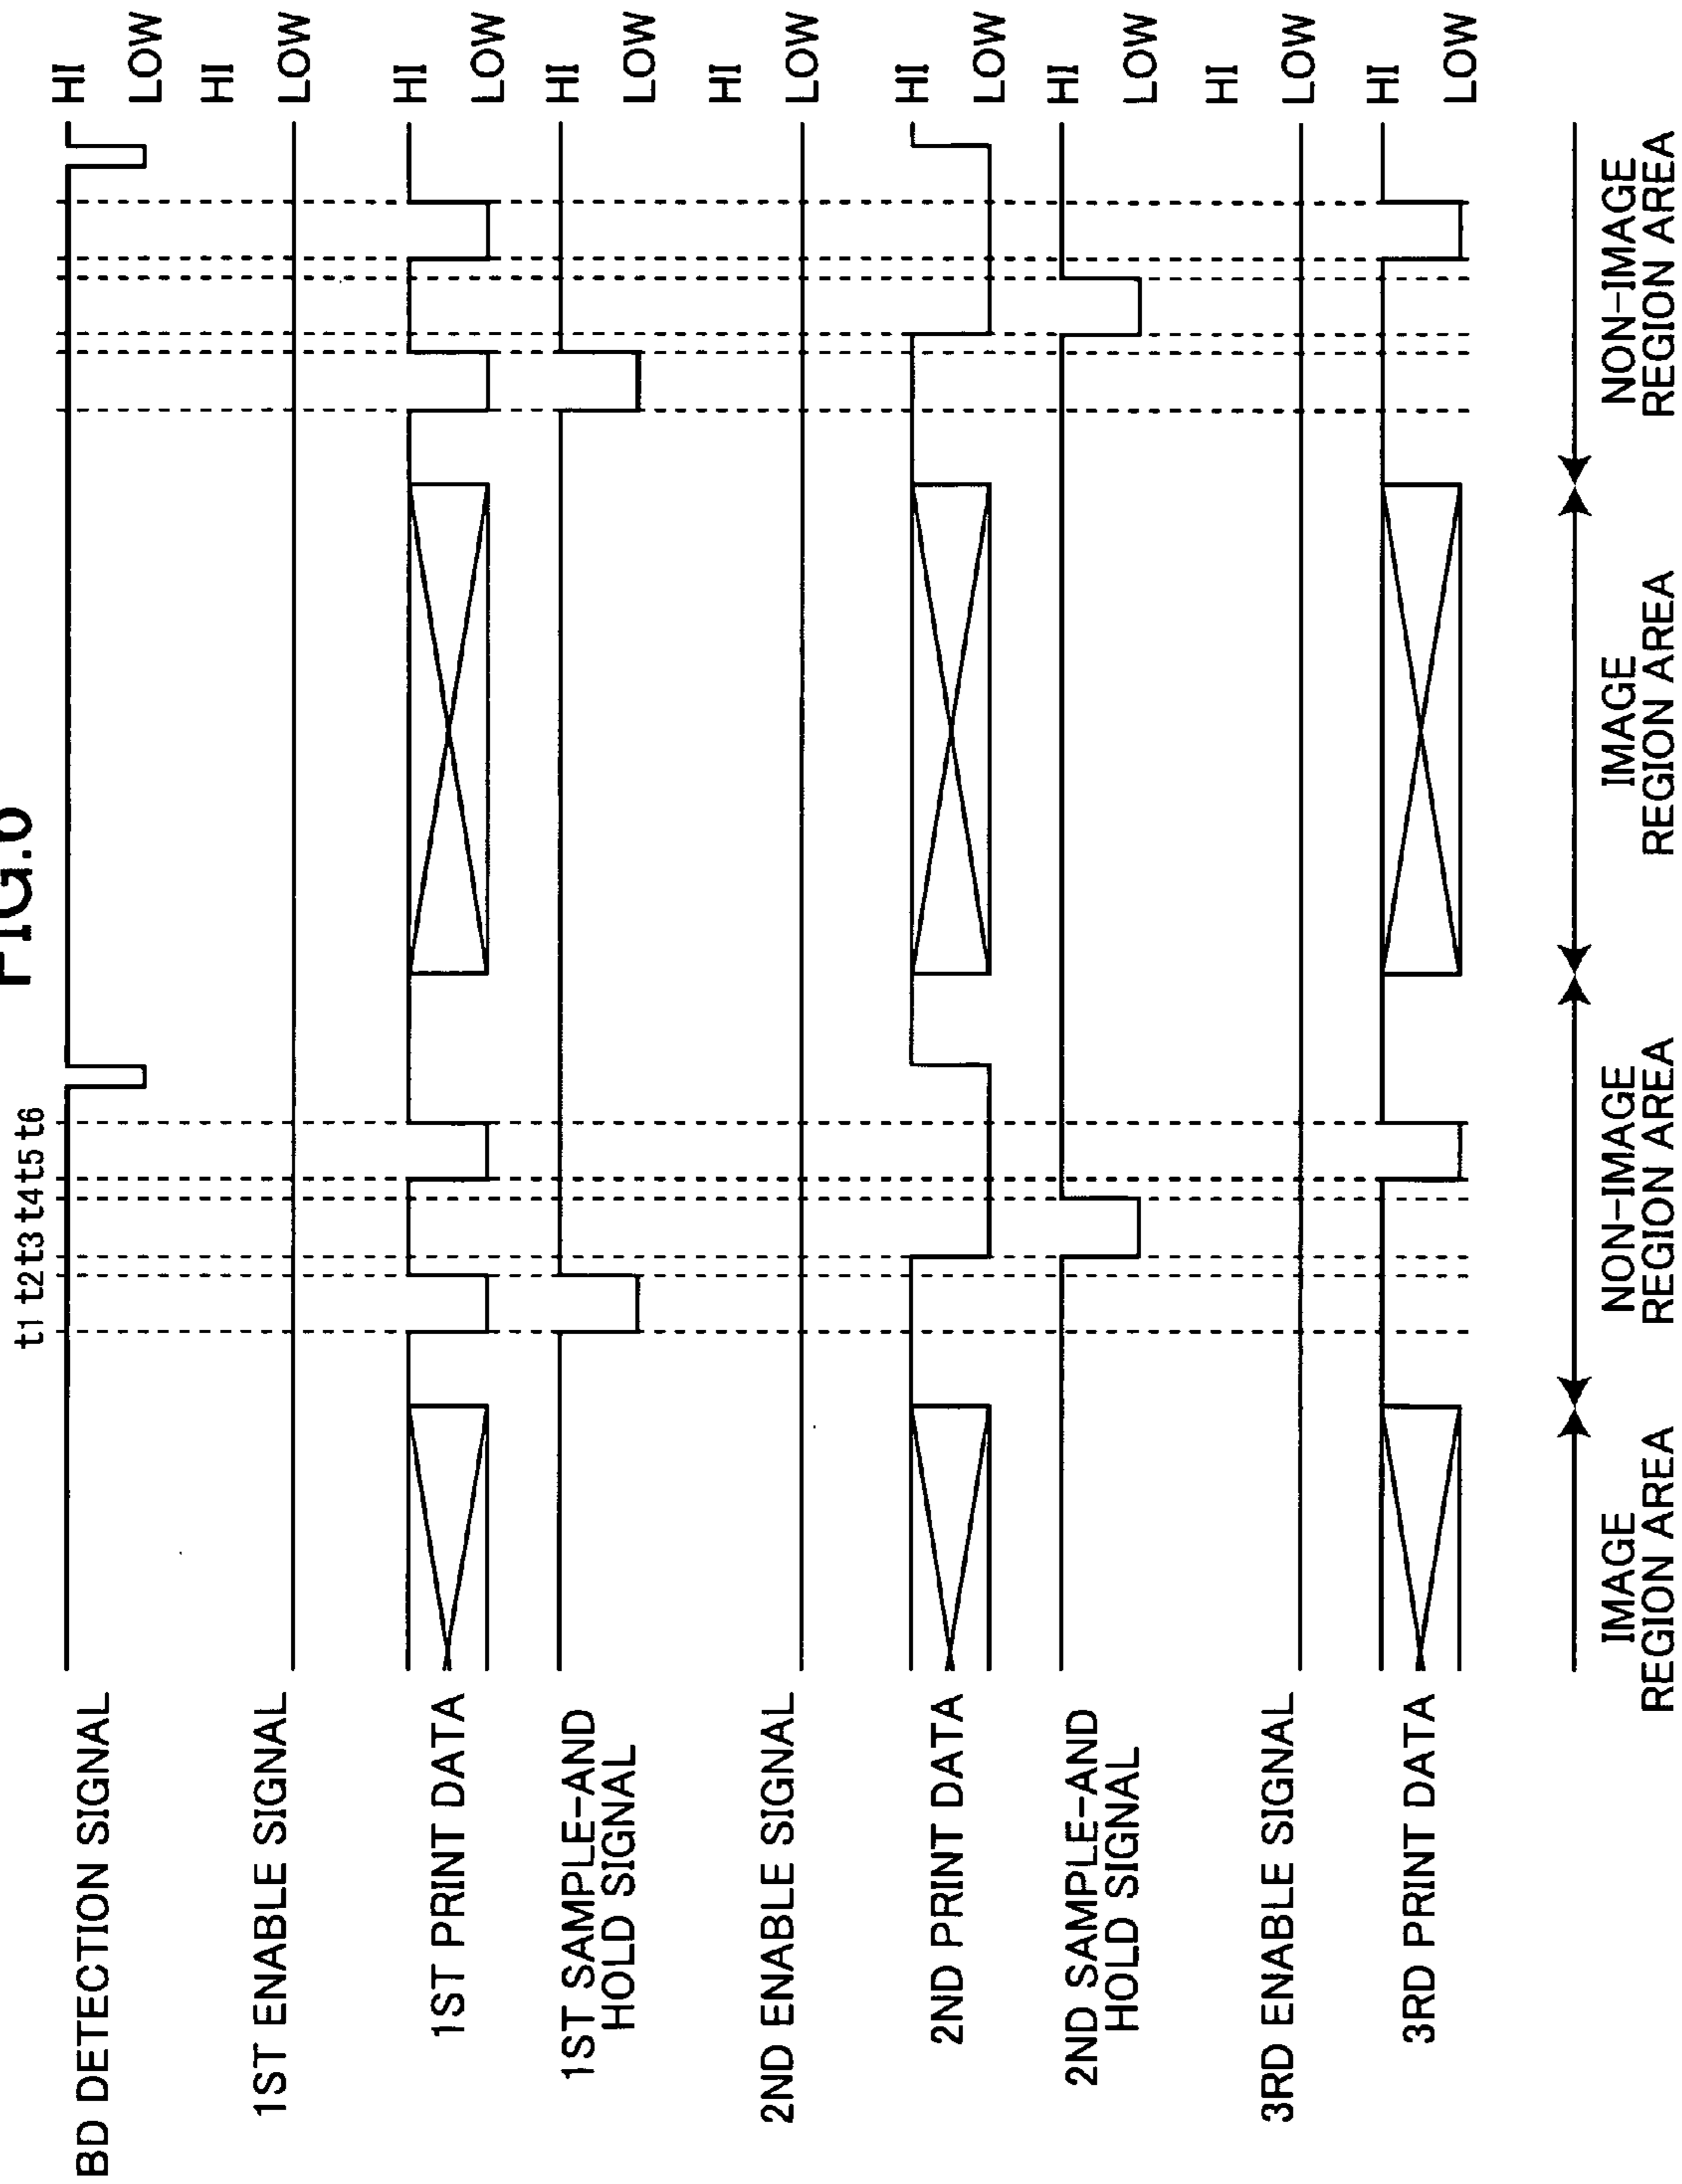 FIG.6
t1 t2 t3 t4 t5 t6
BD DETECTION SIGNAL
HI
LOW
1ST ENABLE SIGNAL
HI
LOW
1ST PRINT DATA
HI
LOW
1ST SAMPLE-AND
HOLD SIGNAL
HI
LOW
2ND ENABLE SIGNAL
HI
LOW
2ND PRINT DATA
HI
LOW
2ND SAMPLE-AND
HOLD SIGNAL
HI
LOW
3RD ENABLE SIGNAL
HI
LOW
3RD PRINT DATA
HI
LOW
IMAGE
REGION AREA
NON-IMAGE
REGION AREA
IMAGE
REGION AREA
NON-IMAGE
REGION AREA